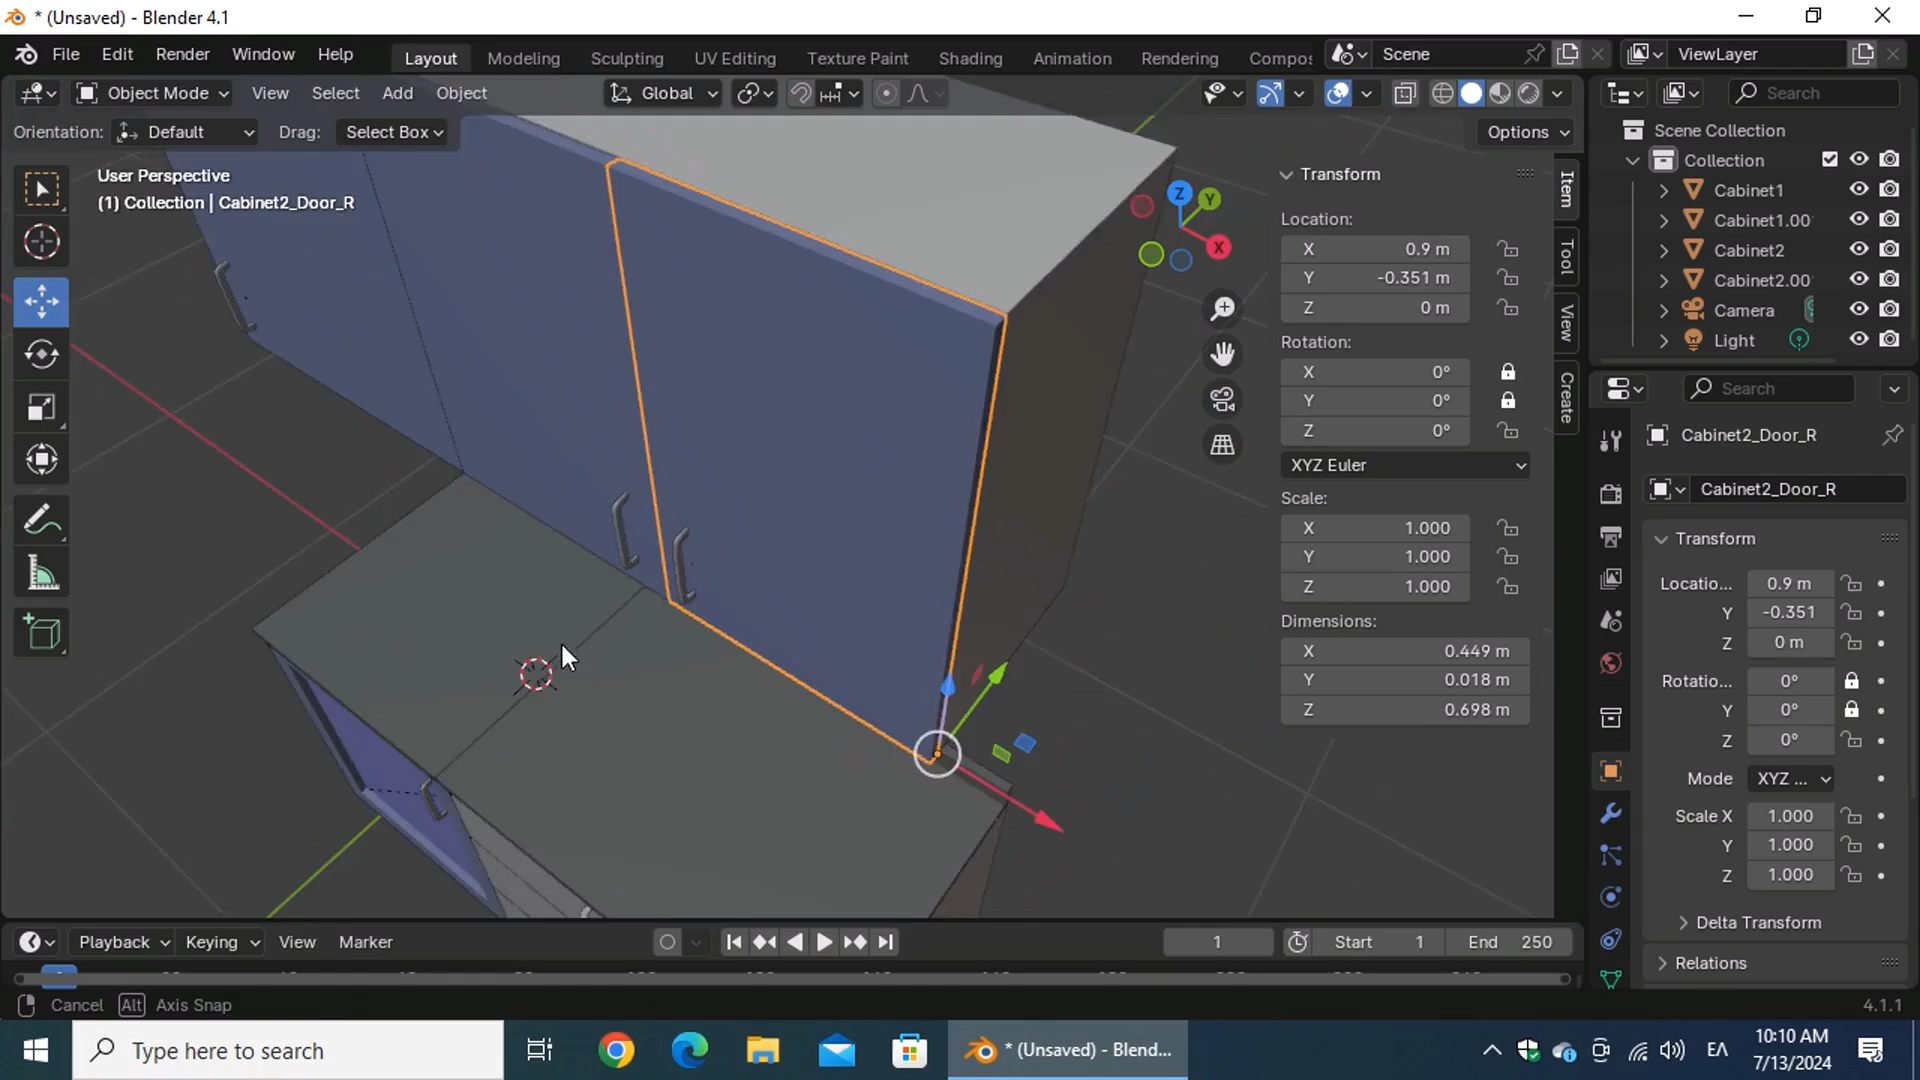 * (Unsaved) - Blender 4.1
File Edit Render Window Help Layout Modeling Sculpting UV Editing Texture Paint Shading Animation Rendering Compos Scene ViewLayer
Object Mode View Select Add Object Global Search
Orientation: Default Drag: Select Box Options
User Perspective
(1) Collection | Cabinet2_Door_R
Z Y X
Transform
Location:
X 0.9 m
Y -0.351 m
Z 0 m
Rotation:
X 0°
Y 0°
Z 0°
XYZ Euler
Scale:
X 1.000
Y 1.000
Z 1.000
Dimensions:
X 0.449 m
Y 0.018 m
Z 0.698 m
Item
Tool
View
Create
Scene Collection
Collection
Cabinet1
Cabinet1.00
Cabinet2
Cabinet2.00
Camera
Light
Search
Cabinet2_Door_R
Cabinet2_Door_R
Transform
Locatio... 0.9 m
Y -0.351
Z 0 m
Rotatio... 0°
Y 0°
Z 0°
Mode XYZ ...
Scale X 1.000
Y 1.000
Z 1.000
Delta Transform
Relations
Playback Keying View Marker 1 Start 1 End 250
Cancel Alt Axis Snap 4.1.1
Type here to search * (Unsaved) - Blend... ΕΛ 10:10 AM
7/13/2024